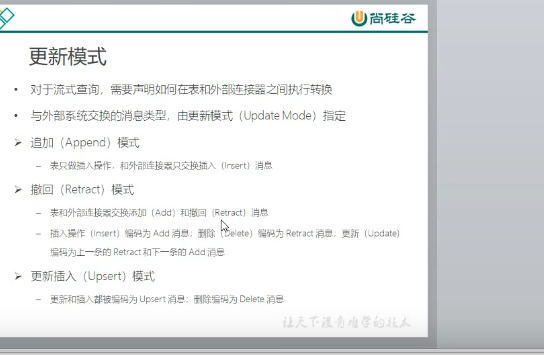 尚硅谷
更新模式
• 对于流式查询，需要声明如何在表和外部连接器之间执行转换
• 与外部系统交换的消息类型，由更新模式（Update Mode）指定
➢ 追加（Append）模式
– 表只做插入操作，和外部连接器只交换插入（Insert）消息
➢ 撤回（Retract）模式
– 表和外部连接器交换添加（Add）和撤回（Retract）消息
– 插入操作（Insert）编码为 Add 消息；删除（Delete）编码为 Retract 消息；更新（Update）
编码为上一条的 Retract 和下一条的 Add 消息
➢ 更新插入（Upsert）模式
– 更新和插入都被编码为 Upsert 消息；删除编码为 Delete 消息
让天下没有难学的技术